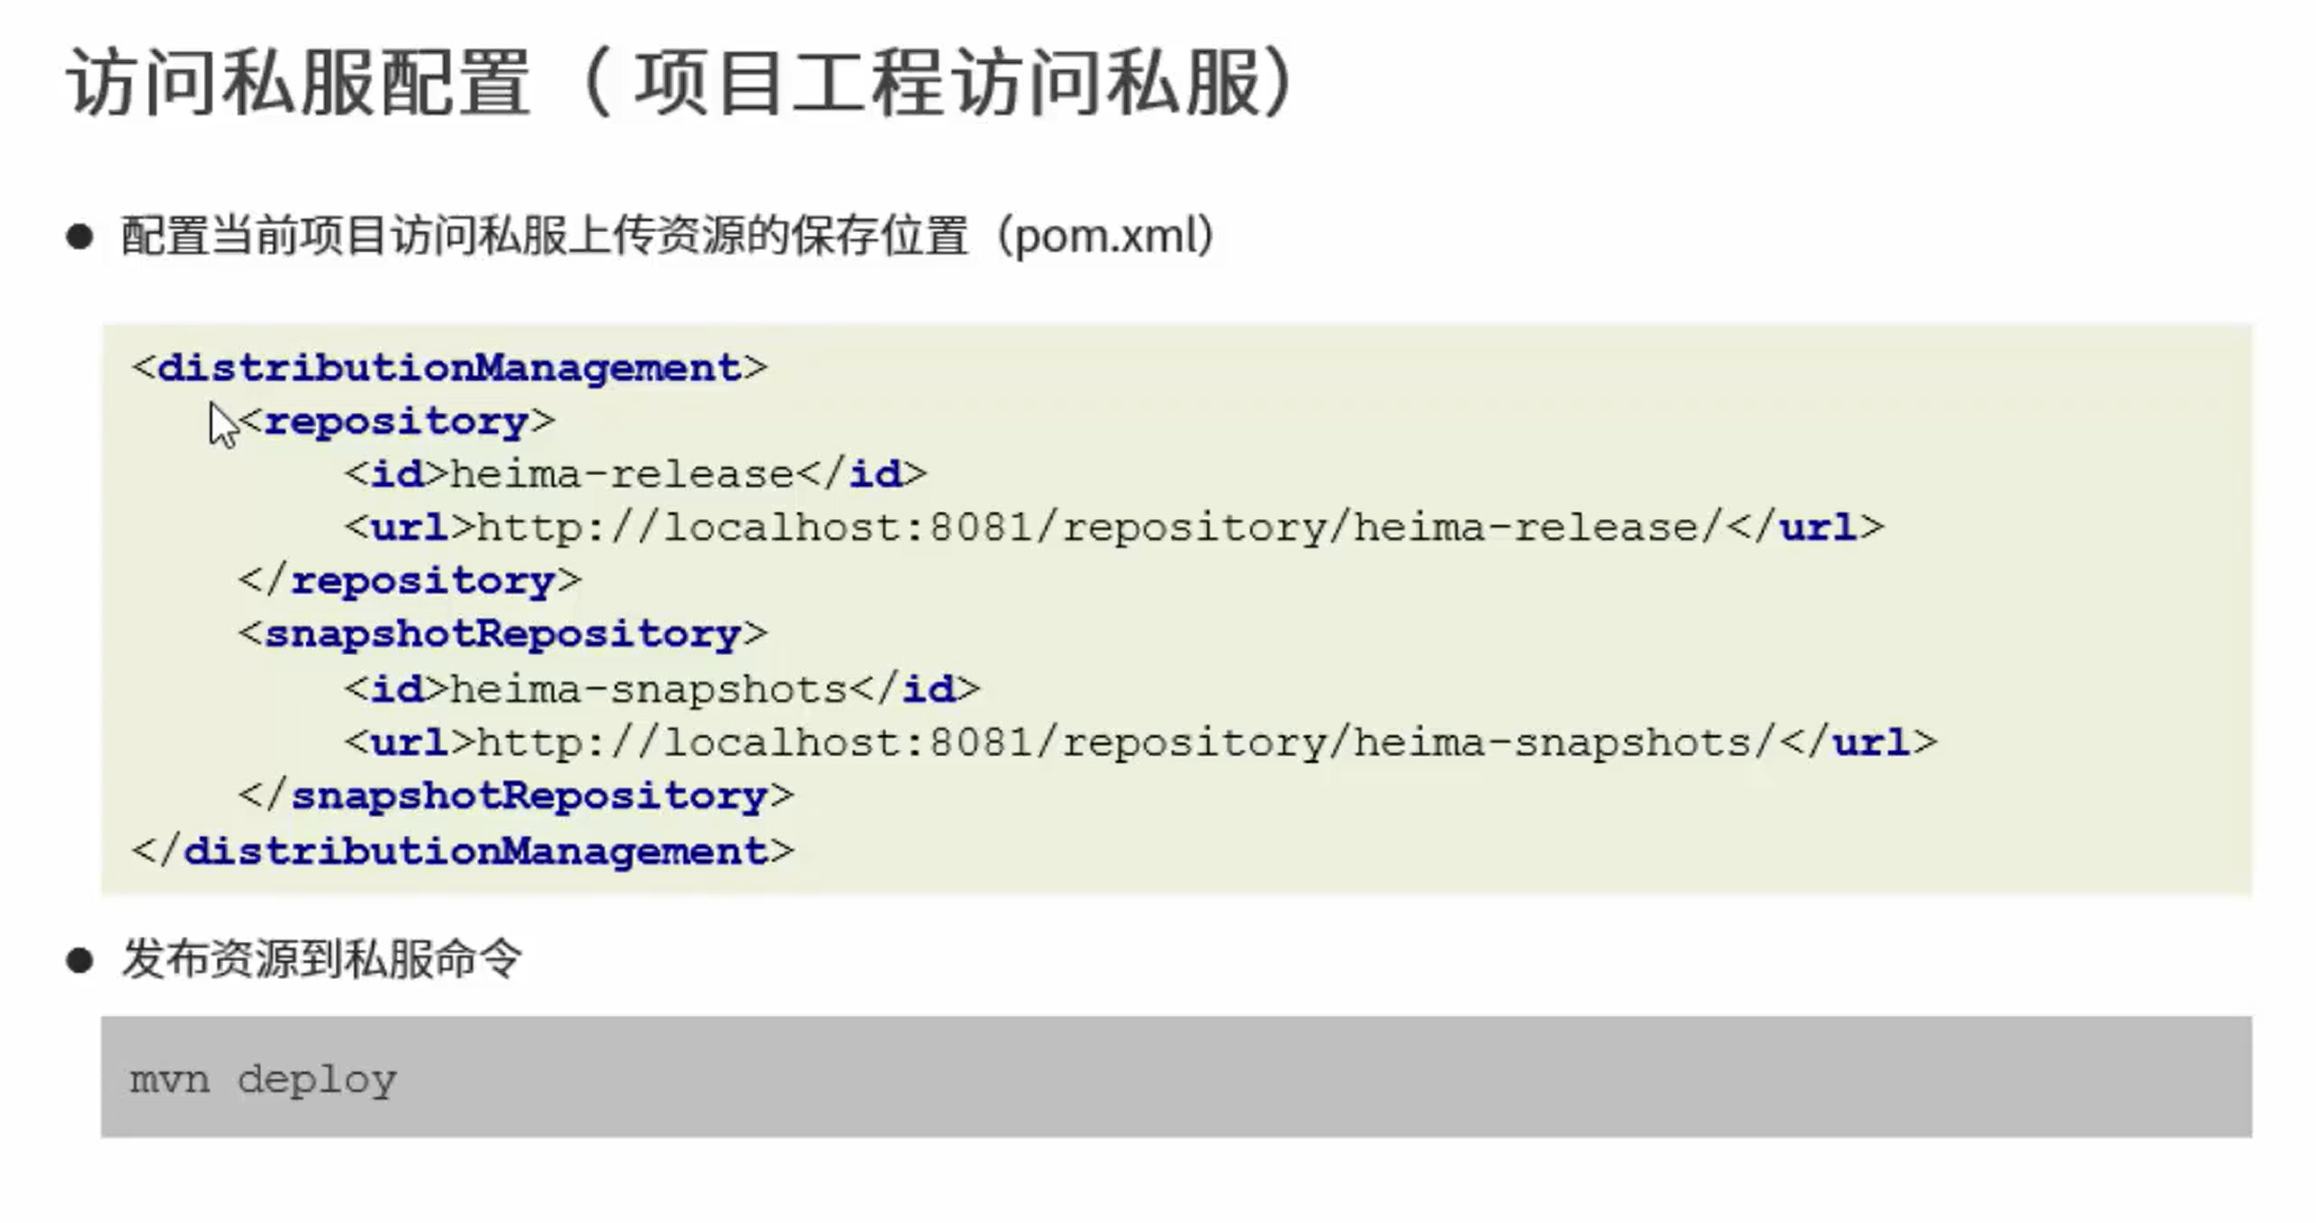 访问私服配置（ 项目工程访问私服）
● 配置当前项目访问私服上传资源的保存位置（pom.xml）
<distributionManagement>
    <repository>
        <id>heima-release</id>
        <url>http://localhost:8081/repository/heima-release/</url>
    </repository>
    <snapshotRepository>
        <id>heima-snapshots</id>
        <url>http://localhost:8081/repository/heima-snapshots/</url>
    </snapshotRepository>
</distributionManagement>
● 发布资源到私服命令
mvn deploy